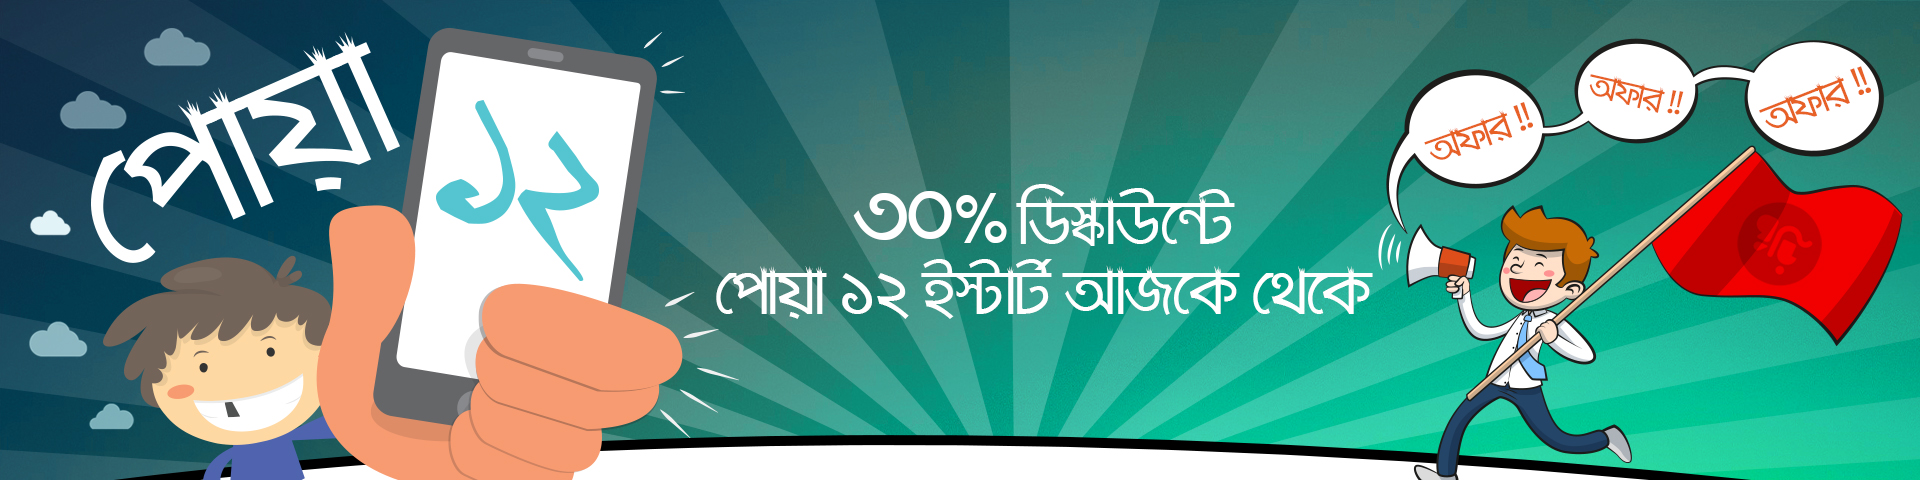 পোয়া
১২
৩০% ডিস্কাউন্টে
পোয়া ১২ ইস্টার্ট আজকে থেকে
অফার !!
অফার !!
অফার !!